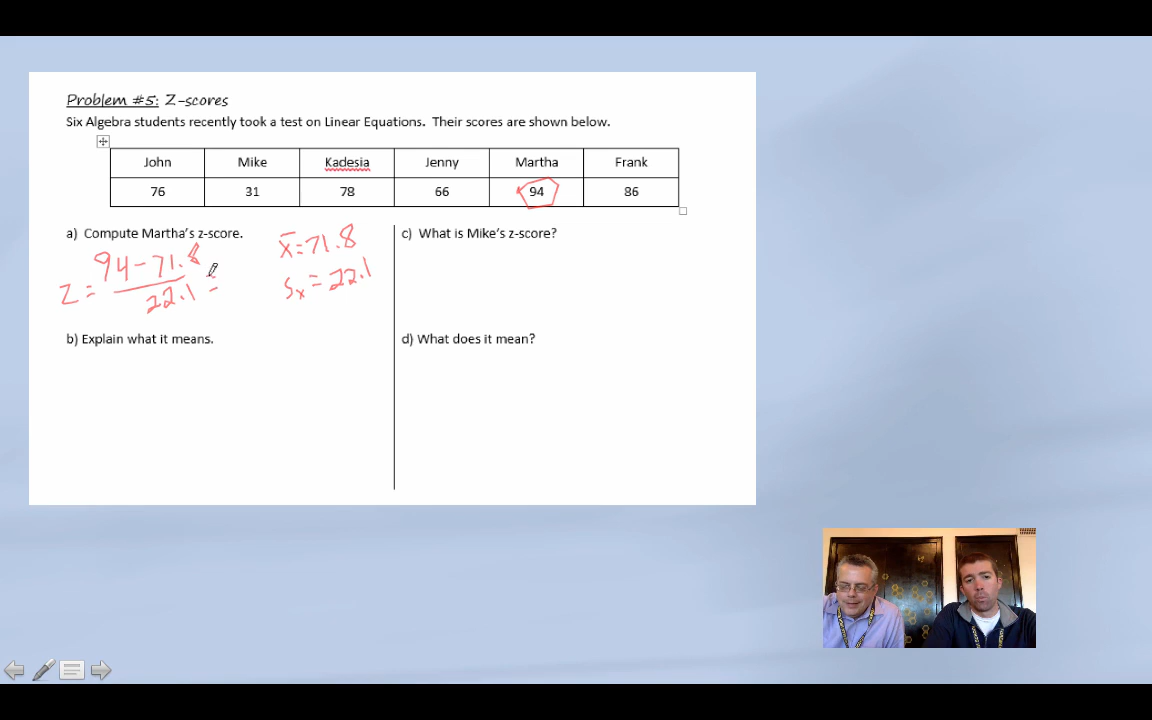 Problem #5: Z-scores
Six Algebra students recently took a test on Linear Equations. Their scores are shown below.
John Mike Kadesia Jenny Martha Frank
76 31 78 66 94 86
a) Compute Martha's z-score.
z = 94 - 71.8 / 22.1 =
x̄ = 71.8
Sx = 22.1
b) Explain what it means.
c) What is Mike's z-score?
d) What does it mean?